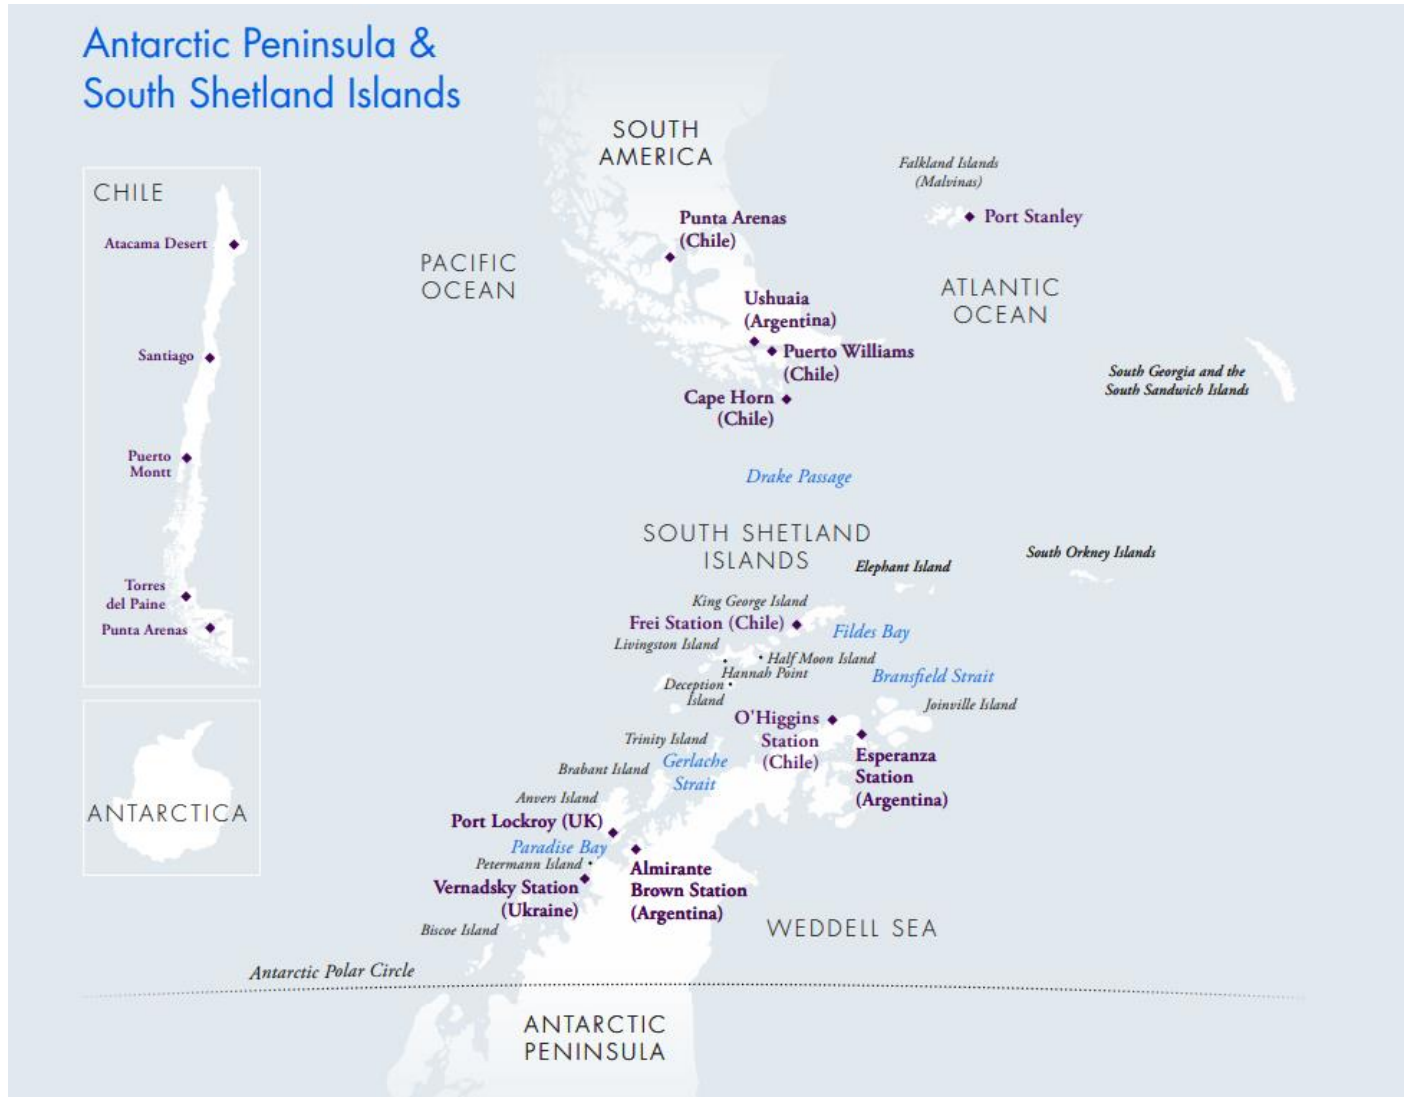 Antarctic Peninsula &
South Shetland Islands
CHILE
Atacama Desert
Santiago
Puerto
Montt
Torres
del Paine
Punta Arenas
ANTARCTICA
SOUTH
AMERICA
Falkland Islands
(Malvinas)
Port Stanley
Punta Arenas
(Chile)
PACIFIC
OCEAN
ATLANTIC
OCEAN
Ushuaia
(Argentina)
Puerto Williams
(Chile)
Cape Horn
(Chile)
South Georgia and the
South Sandwich Islands
Drake Passage
SOUTH SHETLAND
ISLANDS
Elephant Island
South Orkney Islands
King George Island
Frei Station (Chile)
Fildes Bay
Livingston Island
Half Moon Island
Hannah Point
Deception
Island
Bransfield Strait
Joinville Island
O'Higgins
Station
(Chile)
Esperanza
Station
(Argentina)
Trinity Island
Gerlache
Strait
Brabant Island
Anvers Island
Port Lockroy (UK)
Paradise Bay
Petermann Island
Vernadsky Station
(Ukraine)
Almirante
Brown Station
(Argentina)
Biscoe Island
WEDDELL SEA
Antarctic Polar Circle
ANTARCTIC
PENINSULA